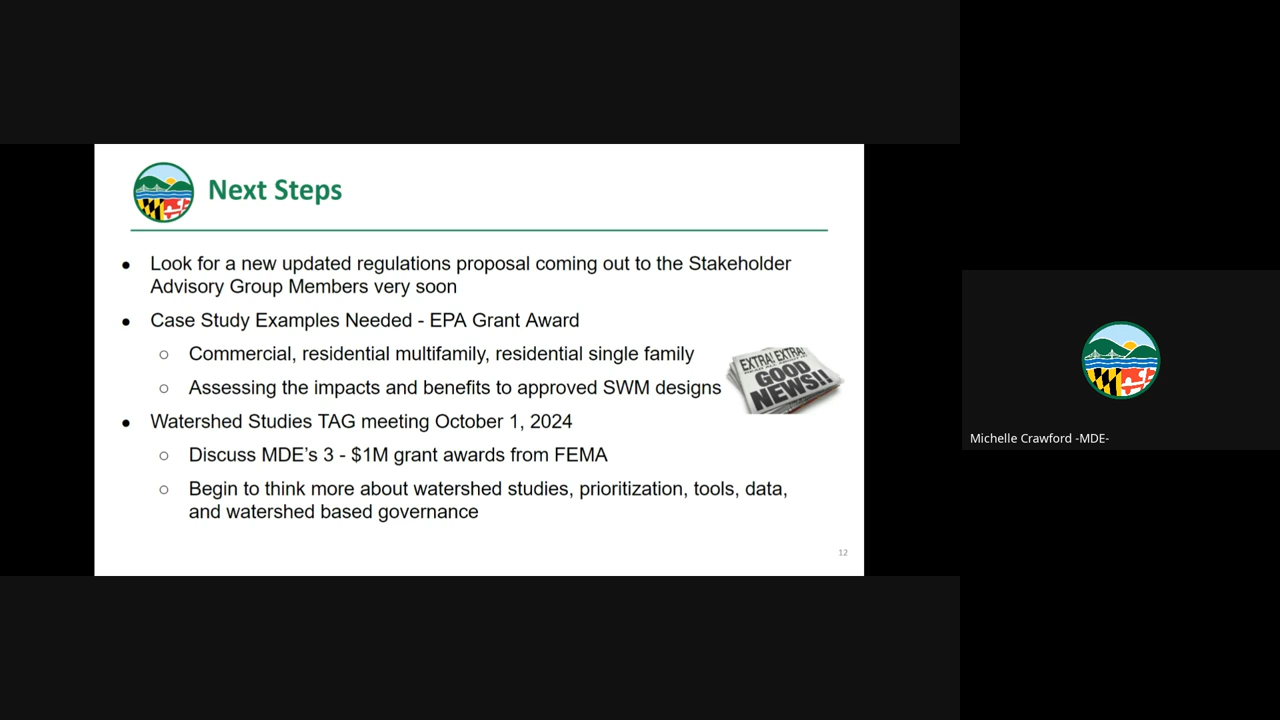 Next Steps
● Look for a new updated regulations proposal coming out to the Stakeholder
Advisory Group Members very soon
● Case Study Examples Needed - EPA Grant Award
○ Commercial, residential multifamily, residential single family
○ Assessing the impacts and benefits to approved SWM designs
EXTRA! EXTRA!
GOOD
NEWS!!
● Watershed Studies TAG meeting October 1, 2024
○ Discuss MDE's 3 - $1M grant awards from FEMA
○ Begin to think more about watershed studies, prioritization, tools, data,
and watershed based governance
12
Michelle Crawford -MDE-